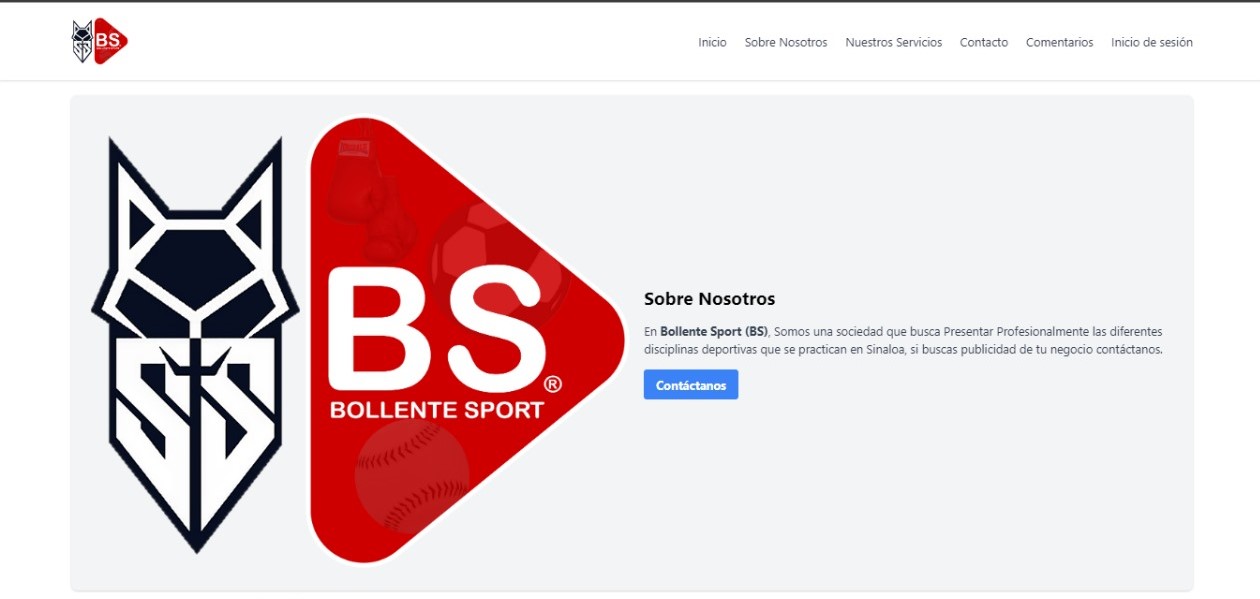 BS
Inicio
Sobre Nosotros
Nuestros Servicios
Contacto
Comentarios
Inicio de sesión
BS®
BOLLENTE SPORT
Sobre Nosotros
En Bollente Sport (BS), Somos una sociedad que busca Presentar Profesionalmente las diferentes
disciplinas deportivas que se practican en Sinaloa, si buscas publicidad de tu negocio contáctanos.
Contáctanos